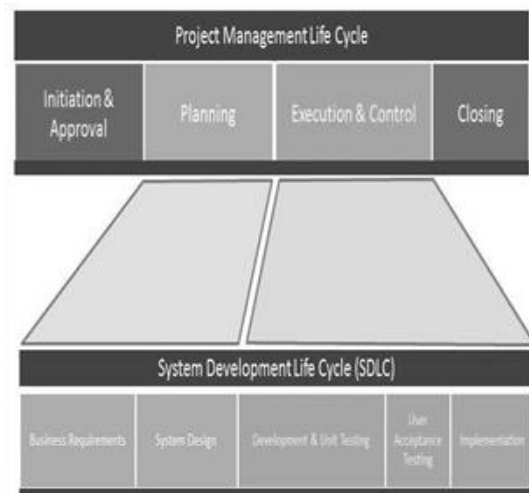 Project Management Life Cycle
Initiation &
Approval
Planning
Execution & Control
Closing
System Development Life Cycle (SDLC)
Business Requirements
System Design
Development & Unit Testing
User
Acceptance
Testing
Implementation